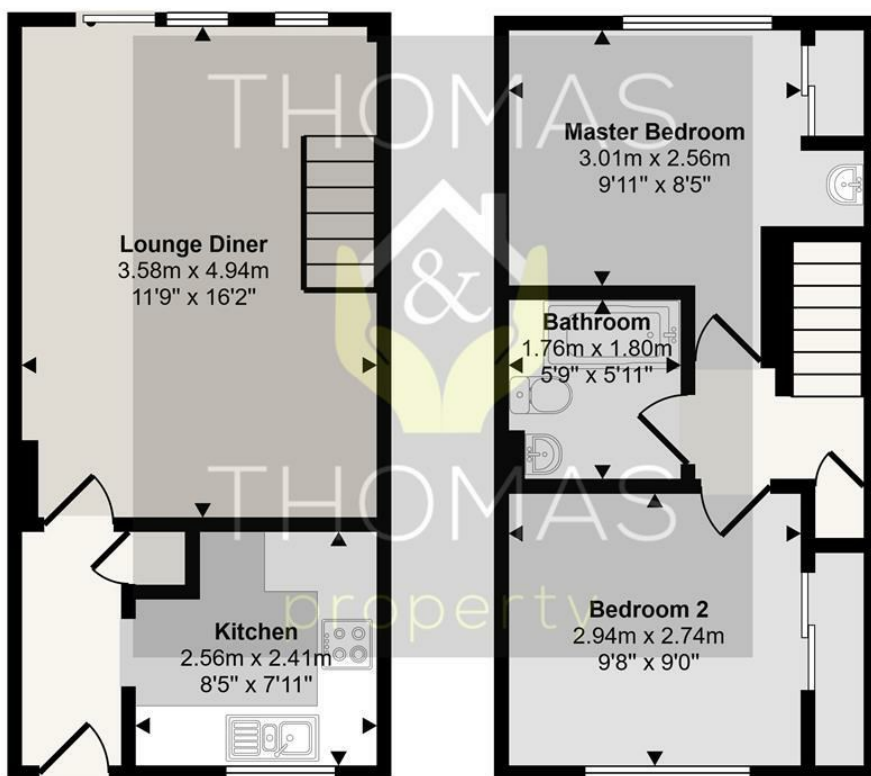 THOMAS
&
THOMAS
property
Lounge Diner
3.58m x 4.94m
11'9" x 16'2"
Kitchen
2.56m x 2.41m
8'5" x 7'11"
Master Bedroom
3.01m x 2.56m
9'11" x 8'5"
Bathroom
1.76m x 1.80m
5'9" x 5'11"
Bedroom 2
2.94m x 2.74m
9'8" x 9'0"